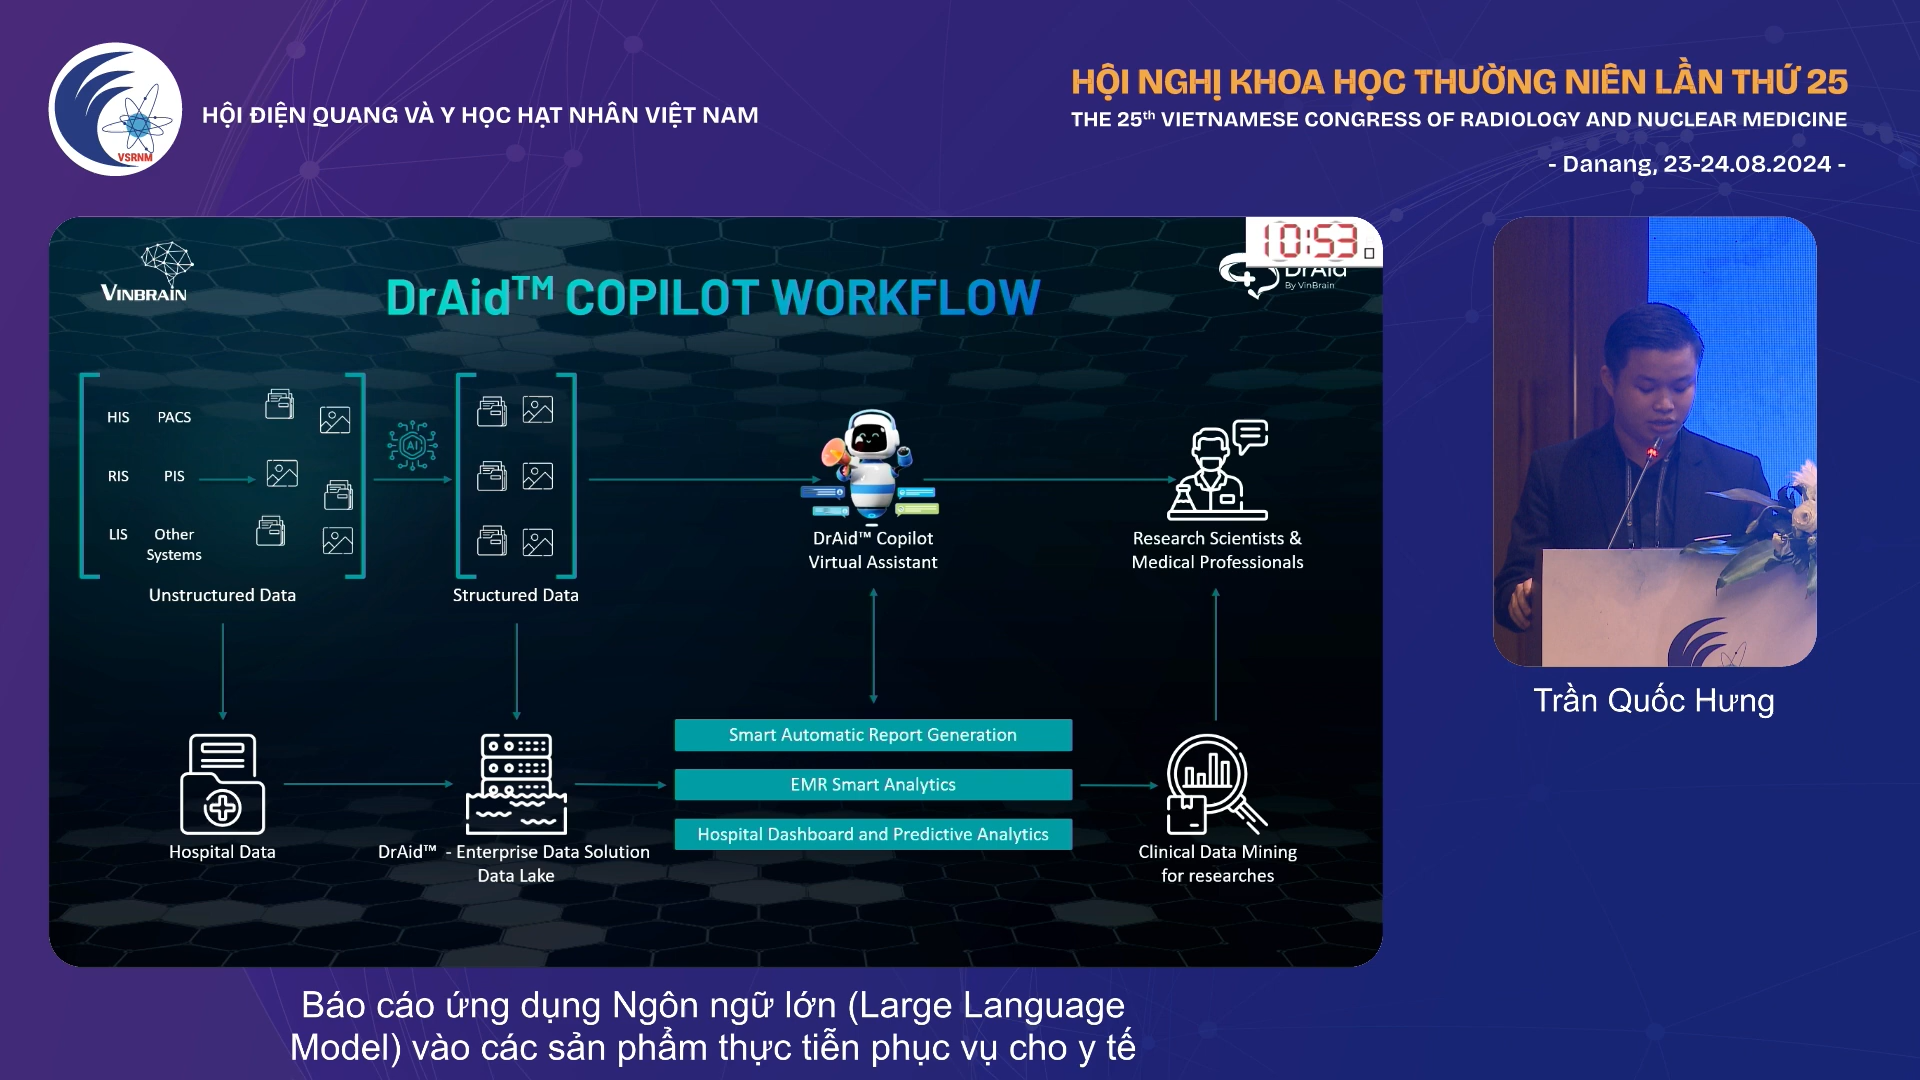 VSRNM
HỘI ĐIỆN QUANG VÀ Y HỌC HẠT NHÂN VIỆT NAM
HỘI NGHỊ KHOA HỌC THƯỜNG NIÊN LẦN THỨ 25
THE 25th VIETNAMESE CONGRESS OF RADIOLOGY AND NUCLEAR MEDICINE
- Danang, 23-24.08.2024 -
VINBRAIN
DrAid™ COPILOT WORKFLOW
10:53
DrAid
By VinBrain
HIS PACS
RIS PIS
LIS Other
Systems
Unstructured Data
AI
Structured Data
DrAid™ Copilot
Virtual Assistant
Research Scientists &
Medical Professionals
Hospital Data
DrAid™ - Enterprise Data Solution
Data Lake
Smart Automatic Report Generation
EMR Smart Analytics
Hospital Dashboard and Predictive Analytics
Clinical Data Mining
for researches
Trần Quốc Hưng
Báo cáo ứng dụng Ngôn ngữ lớn (Large Language
Model) vào các sản phẩm thực tiễn phục vụ cho y tế